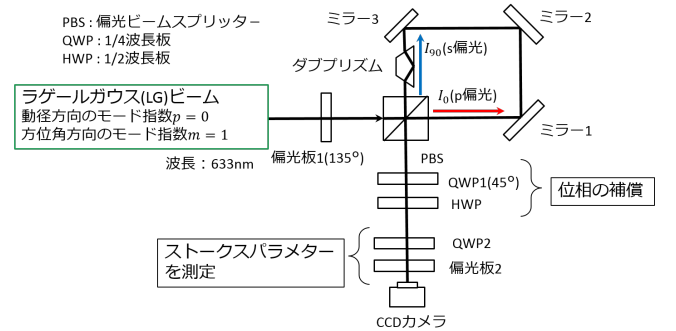 PBS : 偏光ビームスプリッター
QWP : 1/4波長板
HWP : 1/2波長板
ミラー3
ミラー2
ダブプリズム
I₉₀(s偏光)
I₀(p偏光)
ラゲールガウス(LG)ビーム
動径方向のモード指数p = 0
方位角方向のモード指数m = 1
波長：633nm
偏光板1(135°)
ミラー1
PBS
QWP1(45°)
HWP
位相の補償
ストークスパラメター
を測定
QWP2
偏光板2
CCDカメラ